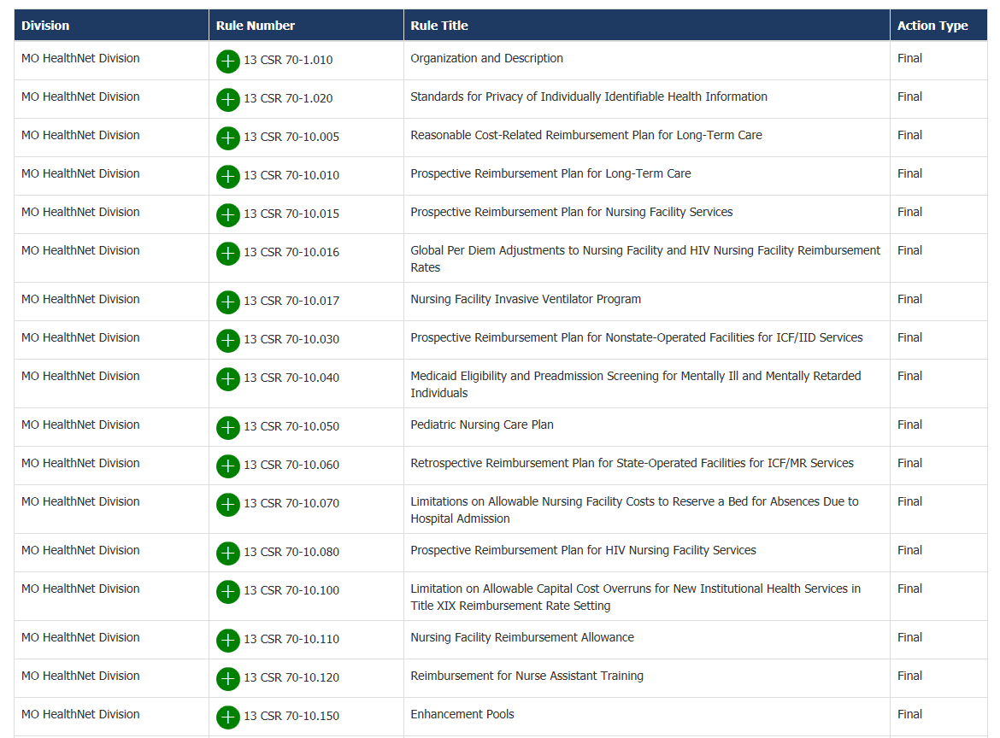 Division Rule Number Rule Title Action Type
MO HealthNet Division 13 CSR 70-1.010 Organization and Description Final
MO HealthNet Division 13 CSR 70-1.020 Standards for Privacy of Individually Identifiable Health Information Final
MO HealthNet Division 13 CSR 70-10.005 Reasonable Cost-Related Reimbursement Plan for Long-Term Care Final
MO HealthNet Division 13 CSR 70-10.010 Prospective Reimbursement Plan for Long-Term Care Final
MO HealthNet Division 13 CSR 70-10.015 Prospective Reimbursement Plan for Nursing Facility Services Final
MO HealthNet Division 13 CSR 70-10.016 Global Per Diem Adjustments to Nursing Facility and HIV Nursing Facility Reimbursement Final
Rates
MO HealthNet Division 13 CSR 70-10.017 Nursing Facility Invasive Ventilator Program Final
MO HealthNet Division 13 CSR 70-10.030 Prospective Reimbursement Plan for Nonstate-Operated Facilities for ICF/IID Services Final
MO HealthNet Division 13 CSR 70-10.040 Medicaid Eligibility and Preadmission Screening for Mentally Ill and Mentally Retarded Final
Individuals
MO HealthNet Division 13 CSR 70-10.050 Pediatric Nursing Care Plan Final
MO HealthNet Division 13 CSR 70-10.060 Retrospective Reimbursement Plan for State-Operated Facilities for ICF/MR Services Final
MO HealthNet Division 13 CSR 70-10.070 Limitations on Allowable Nursing Facility Costs to Reserve a Bed for Absences Due to Final
Hospital Admission
MO HealthNet Division 13 CSR 70-10.080 Prospective Reimbursement Plan for HIV Nursing Facility Services Final
MO HealthNet Division 13 CSR 70-10.100 Limitation on Allowable Capital Cost Overruns for New Institutional Health Services in Final
Title XIX Reimbursement Rate Setting
MO HealthNet Division 13 CSR 70-10.110 Nursing Facility Reimbursement Allowance Final
MO HealthNet Division 13 CSR 70-10.120 Reimbursement for Nurse Assistant Training Final
MO HealthNet Division 13 CSR 70-10.150 Enhancement Pools Final